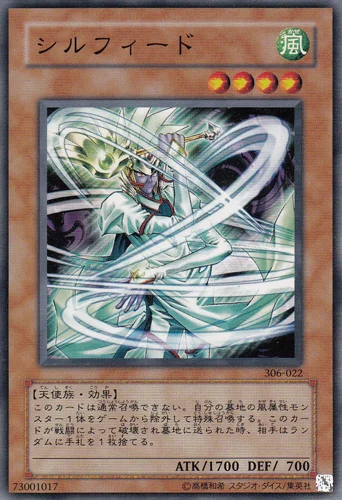 シルフィード
風
306-022
【天使族・効果】
このカードは通常召喚できない。自分の墓地の風属性モン
スター1体をゲームから除外して特殊召喚する。このカー
ドが戦闘によって破壊され墓地に送られた時、相手はラン
ダムに手札を1枚捨てる。
ATK/1700 DEF/ 700
73001017
©高橋和希 スタジオ・ダイス/集英社